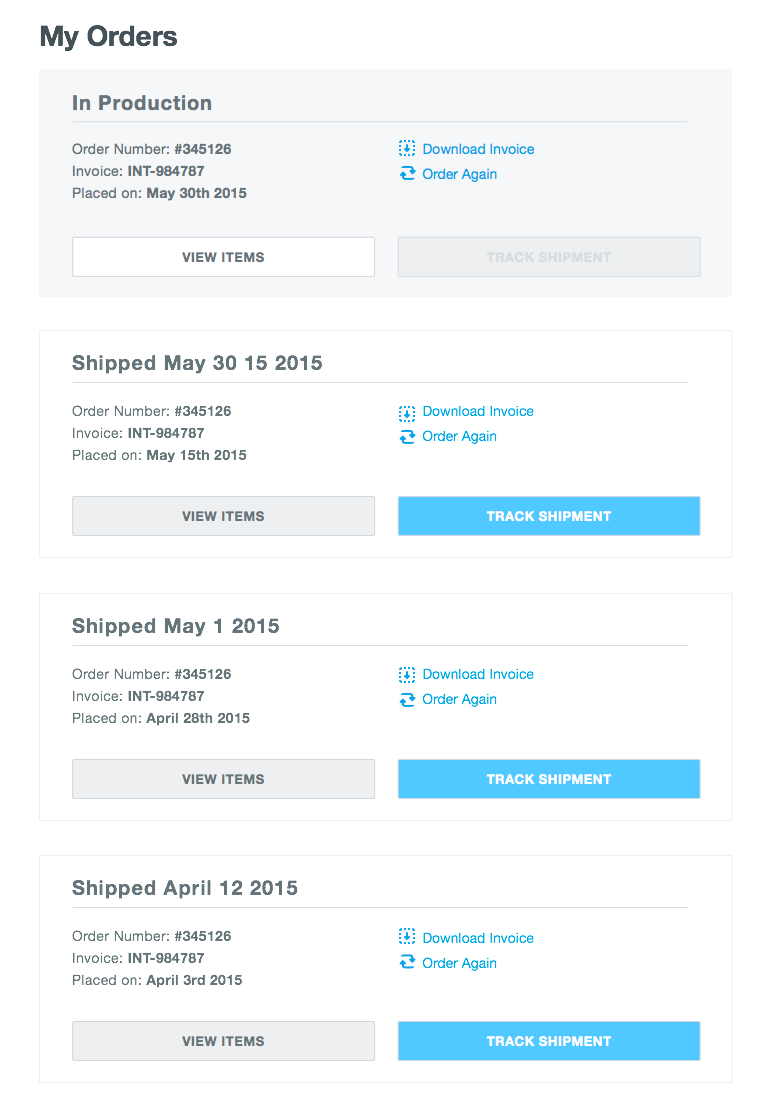 My Orders
In Production
Order Number: #345126
Invoice: INT-984787
Placed on: May 30th 2015
Download Invoice
Order Again
VIEW ITEMS
TRACK SHIPMENT
Shipped May 30 15 2015
Order Number: #345126
Invoice: INT-984787
Placed on: May 15th 2015
Download Invoice
Order Again
VIEW ITEMS
TRACK SHIPMENT
Shipped May 1 2015
Order Number: #345126
Invoice: INT-984787
Placed on: April 28th 2015
Download Invoice
Order Again
VIEW ITEMS
TRACK SHIPMENT
Shipped April 12 2015
Order Number: #345126
Invoice: INT-984787
Placed on: April 3rd 2015
Download Invoice
Order Again
VIEW ITEMS
TRACK SHIPMENT